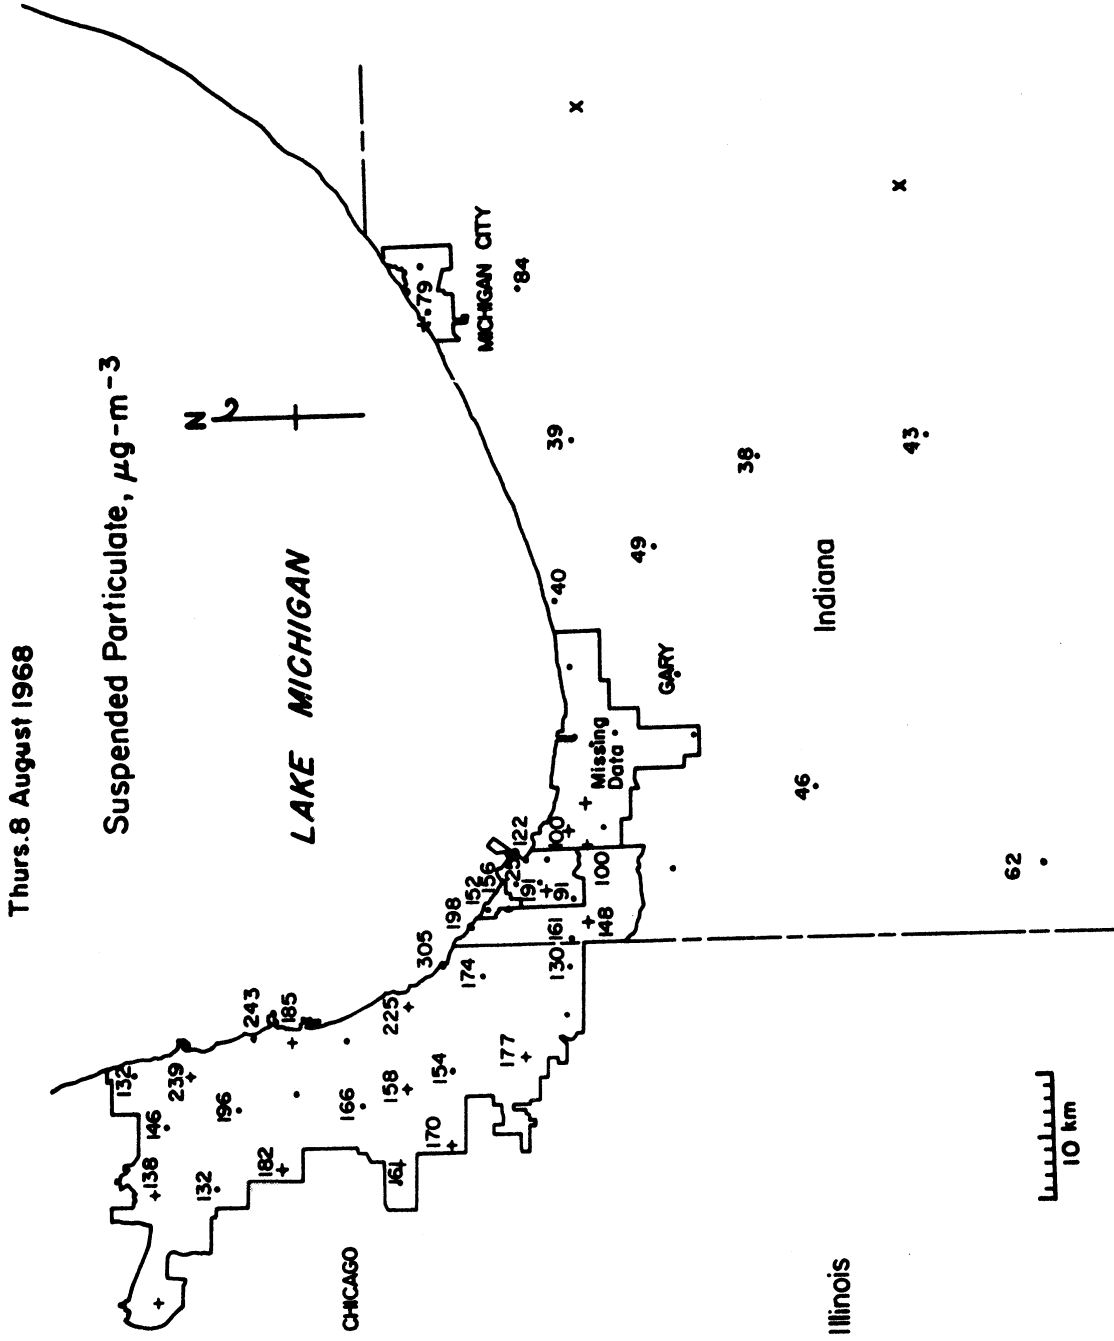 Thurs.8 August 1968
Suspended Particulate, μg-m-3
N
LAKE MICHIGAN
132
146
138
239
132
196
243
182
185
CHICAGO
166
161
225
158
170
154
305
174
198
152
156
177
122
191
100
130
161
91
148
100
79
MICHIGAN CITY
84
39
40
49
Missing
Data
GARY
38
46
43
Indiana
Illinois
62
10 km
x
x